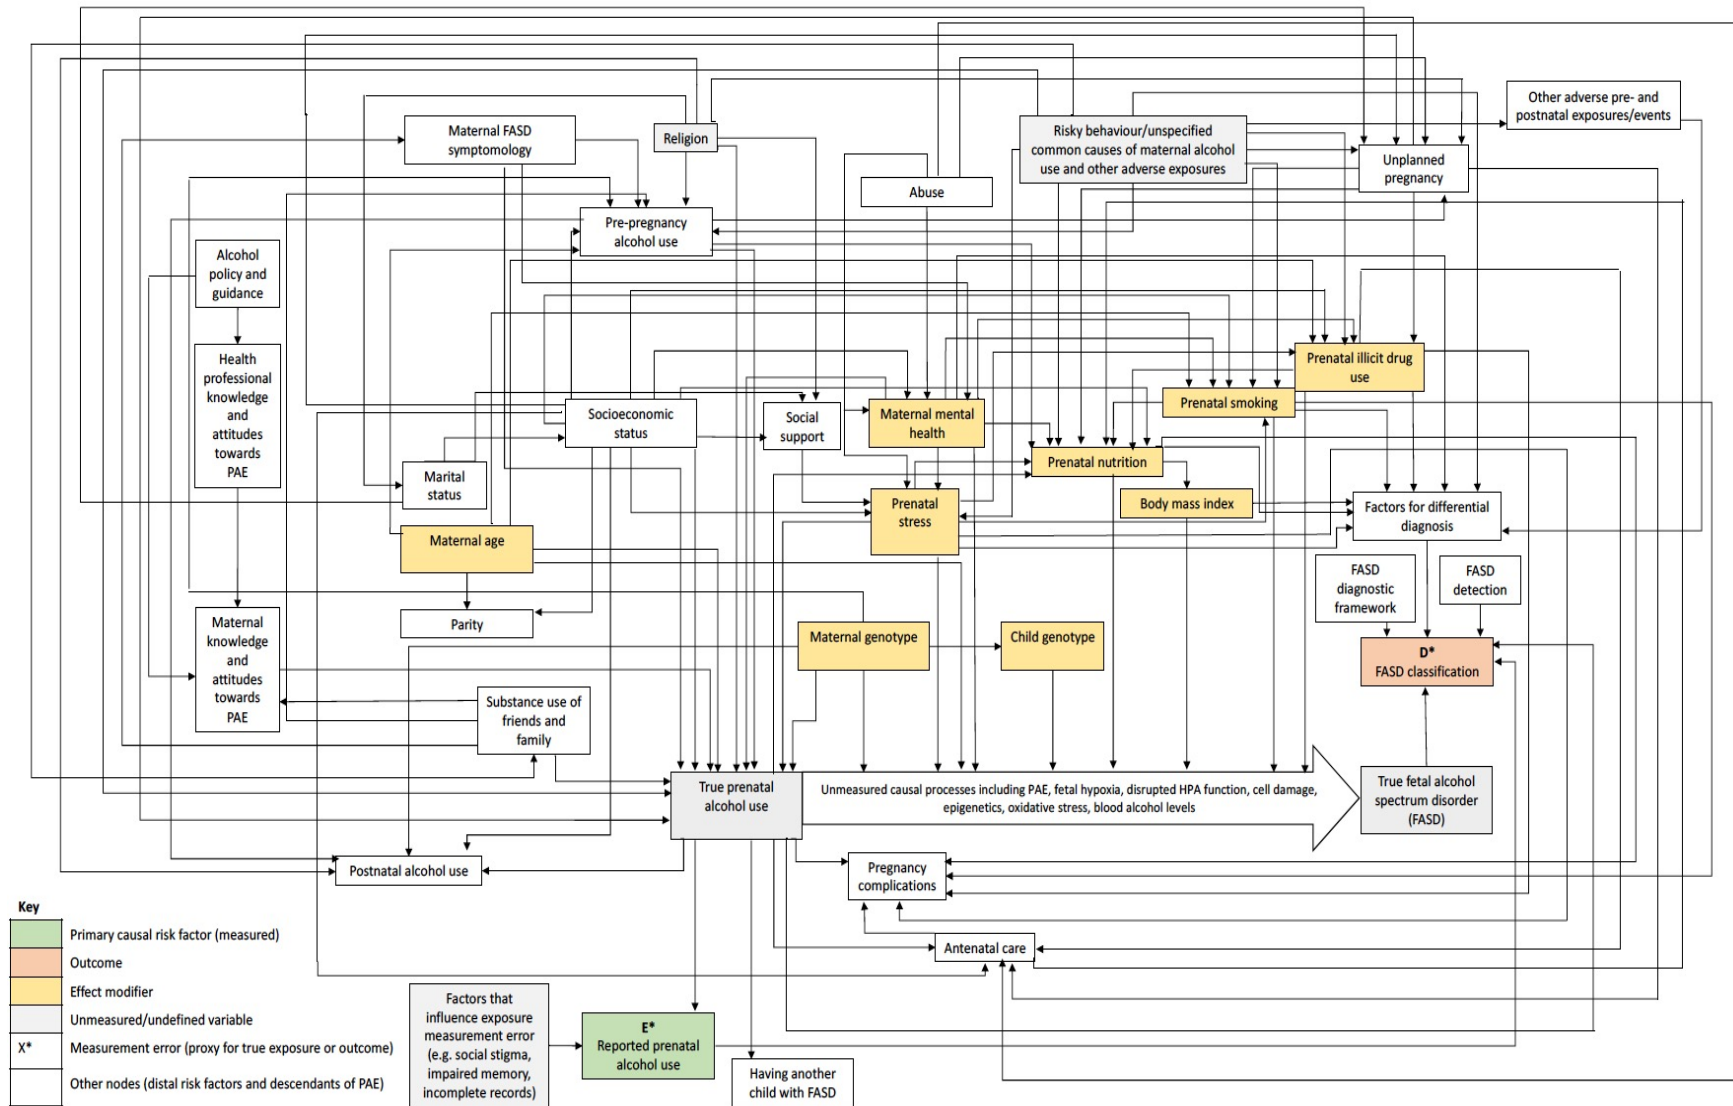 Other adverse pre- and
postnatal exposures/events
Maternal FASD
symptomology
Religion
Risky behaviour/unspecified
common causes of maternal alcohol
use and other adverse exposures
Unplanned
pregnancy
Abuse
Pre-pregnancy
alcohol use
Alcohol
policy and
guidance
Health
professional
knowledge
and
attitudes
towards
PAE
Prenatal illicit drug
use
Prenatal smoking
Socioeconomic
status
Social
support
Maternal mental
health
Prenatal nutrition
Marital
status
Prenatal
stress
Body mass index
Factors for differential
diagnosis
Maternal age
FASD
diagnostic
framework
FASD
detection
Parity
Maternal
knowledge
and
attitudes
towards
PAE
Maternal genotype
Child genotype
D*
FASD classification
Substance use of
friends and
family
True prenatal
alcohol use
Unmeasured causal processes including PAE, fetal hypoxia, disrupted HPA function, cell damage,
epigenetics, oxidative stress, blood alcohol levels
True fetal alcohol
spectrum disorder
(FASD)
Postnatal alcohol use
Pregnancy
complications
Antenatal care
Key
Primary causal risk factor (measured)
Outcome
Effect modifier
Unmeasured/undefined variable
X* Measurement error (proxy for true exposure or outcome)
Other nodes (distal risk factors and descendants of PAE)
Factors that
influence exposure
measurement error
(e.g. social stigma,
impaired memory,
incomplete records)
E*
Reported prenatal
alcohol use
Having another
child with FASD